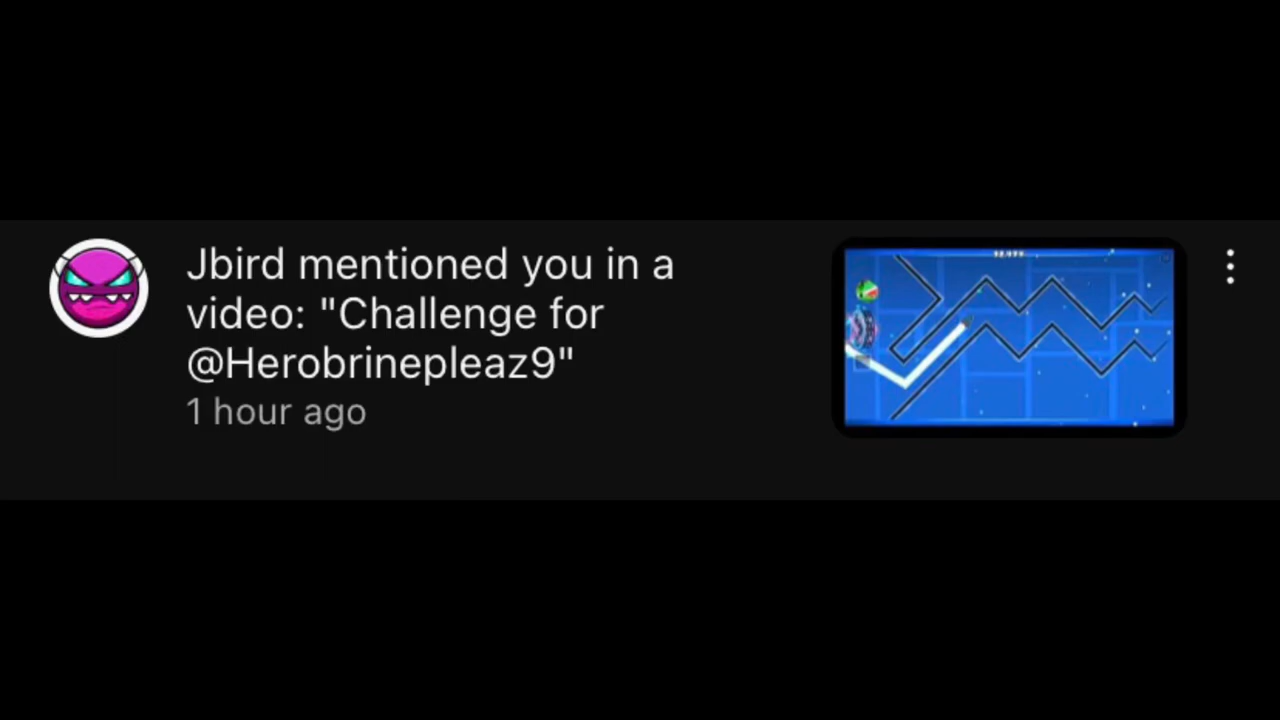 Jbird mentioned you in a
video: "Challenge for
@Herobrinepleaz9"
1 hour ago